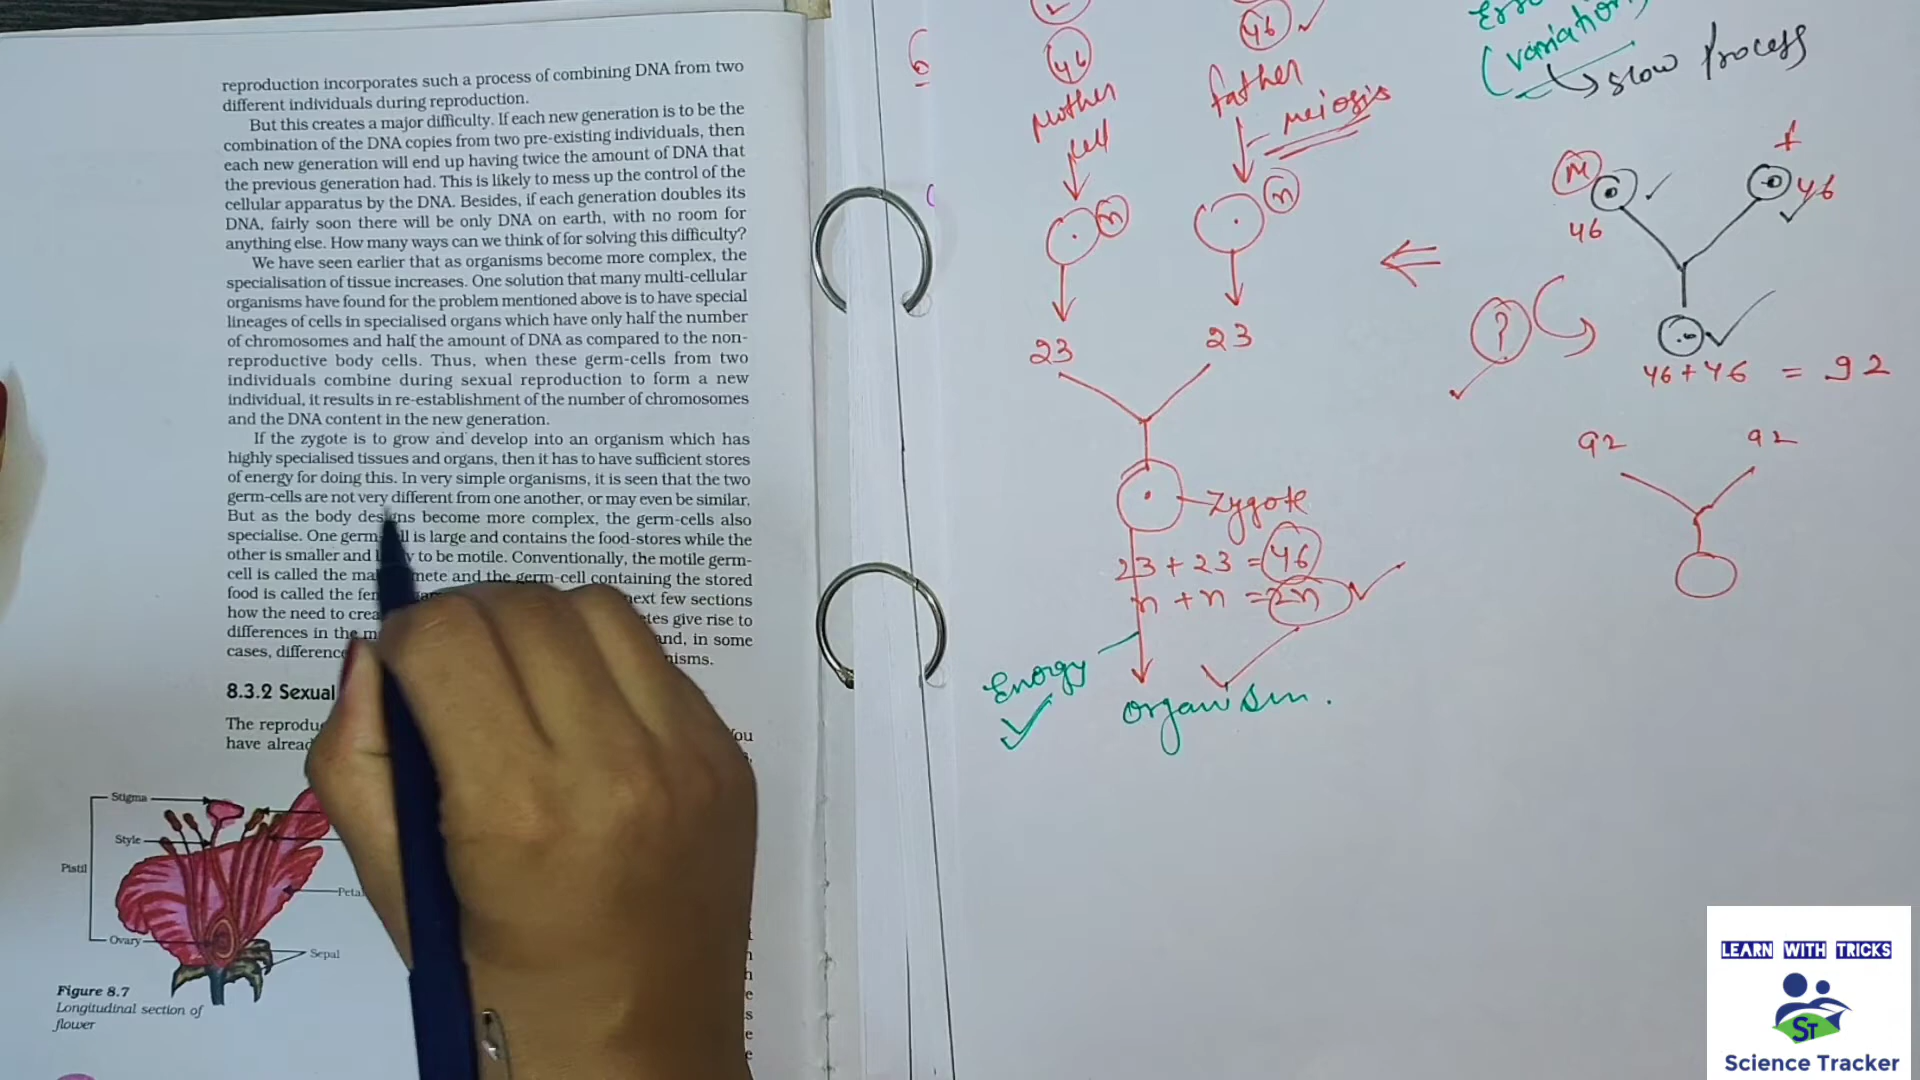 reproduction incorporates such a process of combining DNA from two
different individuals during reproduction.
But this creates a major difficulty. If each new generation is to be the
combination of the DNA copies from two pre-existing individuals, then
each new generation will end up having twice the amount of DNA that
the previous generation had. This is likely to mess up the control of the
cellular apparatus by the DNA. Besides, if each generation doubles its
DNA, fairly soon there will be only DNA on earth, with no room for
anything else. How many ways can we think of for solving this difficulty?
We have seen earlier that as organisms become more complex, the
specialisation of tissue increases. One solution that many multi-cellular
organisms have found for the problem mentioned above is to have special
lineages of cells in specialised organs which have only half the number
of chromosomes and half the amount of DNA as compared to the non-
reproductive body cells. Thus, when these germ-cells from two
individuals combine during sexual reproduction to form a new
individual, it results in re-establishment of the number of chromosomes
and the DNA content in the new generation.
If the zygote is to grow and develop into an organism which has
highly specialised tissues and organs, then it has to have sufficient stores
of energy for doing this. In very simple organisms, it is seen that the two
germ-cells are not very different from one another, or may even be similar.
But as the body designs become more complex, the germ-cells also
specialise. One germ- is large and contains the food-stores while the
other is smaller and to be motile. Conventionally, the motile germ-
cell is called the and the germ-cell containing the stored
food is called the next few sections
how the need to give rise to
differences in the and, in some
cases,
8.3.2 Sexual
The
have
Stigma
Style
Pistil
Ovary
Sepal
Figure 8.7
Longitudinal section of
flower
6
46
46
Mother
cell
father
meiosis
n
n
23
23
zygote
23 + 23 = 46
n + n = 2n
Energy
organism.
(variation)
slow process
M
46
f
46
?
46 + 46 = 92
92
92
LEARN WITH TRICKS
ST
Science Tracker